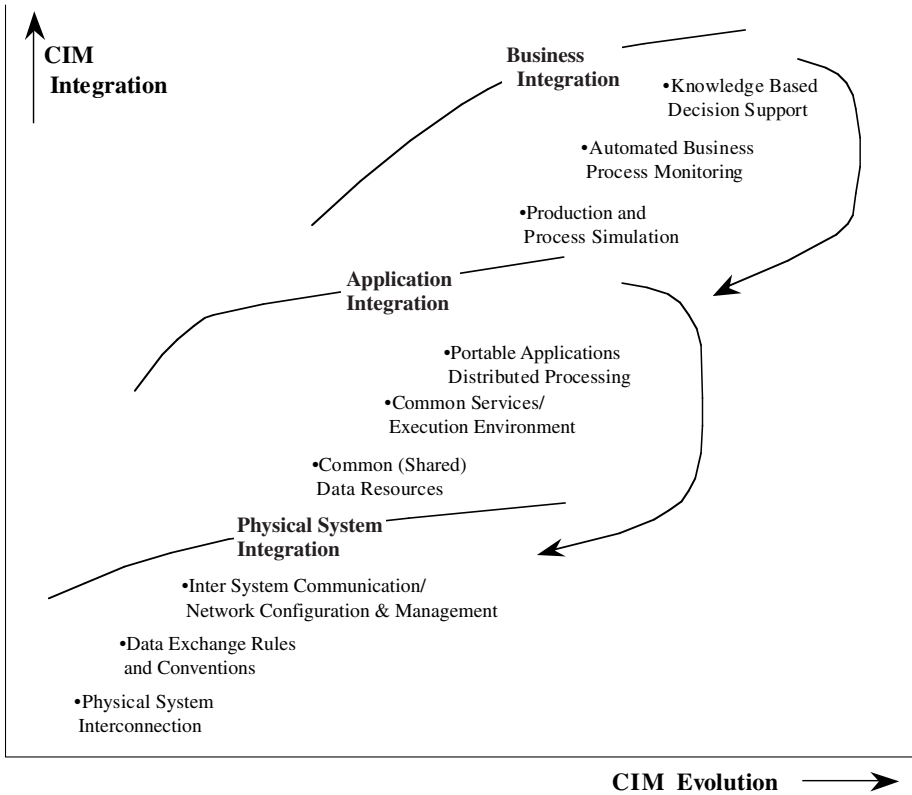 CIM
Integration
Business
Integration
•Knowledge Based
Decision Support
•Automated Business
Process Monitoring
•Production and
Process Simulation
Application
Integration
•Portable Applications
Distributed Processing
•Common Services/
Execution Environment
•Common (Shared)
Data Resources
Physical System
Integration
•Inter System Communication/
Network Configuration & Management
•Data Exchange Rules
and Conventions
•Physical System
Interconnection
CIM Evolution